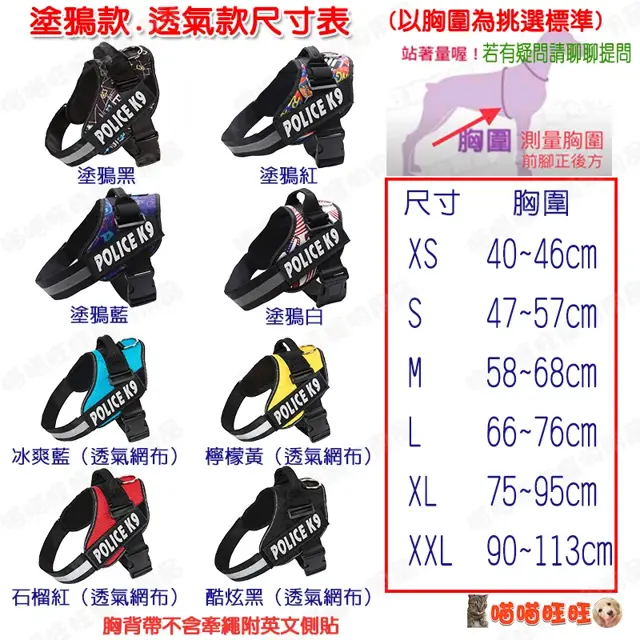 塗鴉款.透氣款尺寸表
(以胸圍為挑選標準)
站著量喔！若有疑問請聊聊提問
胸圍
測量胸圍
前腳正後方
POLICE K9
塗鴉黑
POLICE K9
塗鴉紅
POLICE K9
塗鴉藍
POLICE K9
塗鴉白
POLICE K9
冰爽藍（透氣網布）
POLICE K9
檸檬黃（透氣網布）
POLICE K9
石榴紅（透氣網布）
POLICE K9
酷炫黑（透氣網布）
胸背帶不含牽繩附英文側貼
尺寸 胸圍
XS 40~46cm
S 47~57cm
M 58~68cm
L 66~76cm
XL 75~95cm
XXL 90~113cm
喵喵旺旺